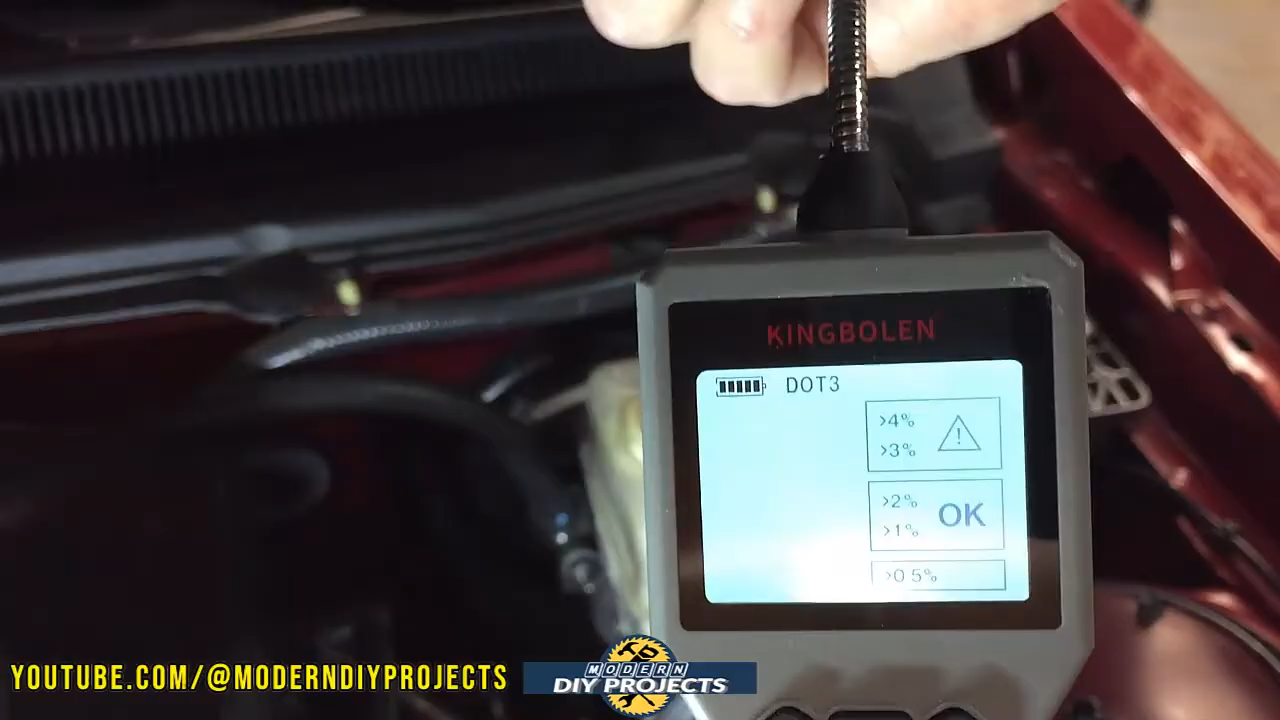 KINGBOLEN
DOT3
>4%
>3%
!
>2%
>1%
OK
>0.5%
YOUTUBE.COM/@MODERNDIYPROJECTS
MODERN
DIY PROJECTS